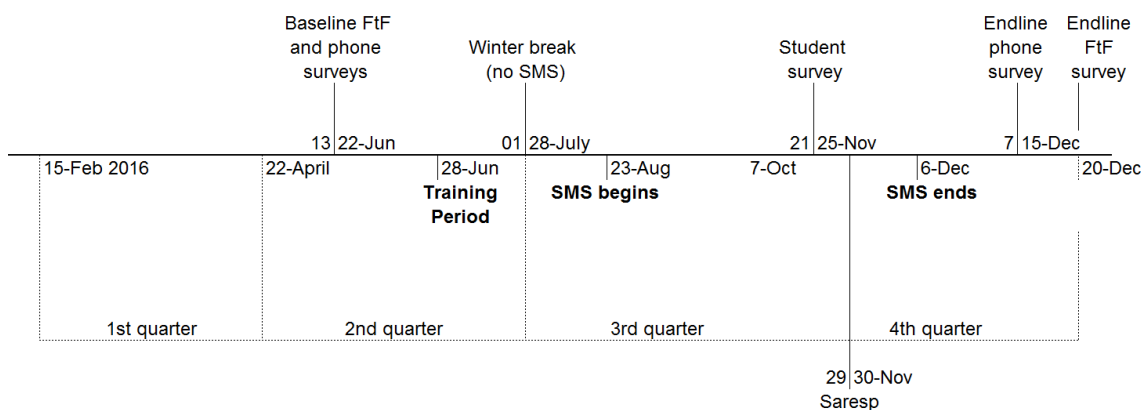 Baseline FtF
and phone
surveys
Winter break
(no SMS)
Student
survey
Endline
phone
survey
Endline
FtF
survey
13 22-Jun
01 28-July
21 25-Nov
7 15-Dec
15-Feb 2016
22-April
28-Jun
23-Aug
7-Oct
6-Dec
20-Dec
Training
Period
SMS begins
SMS ends
1st quarter
2nd quarter
3rd quarter
4th quarter
29 30-Nov
Saresp